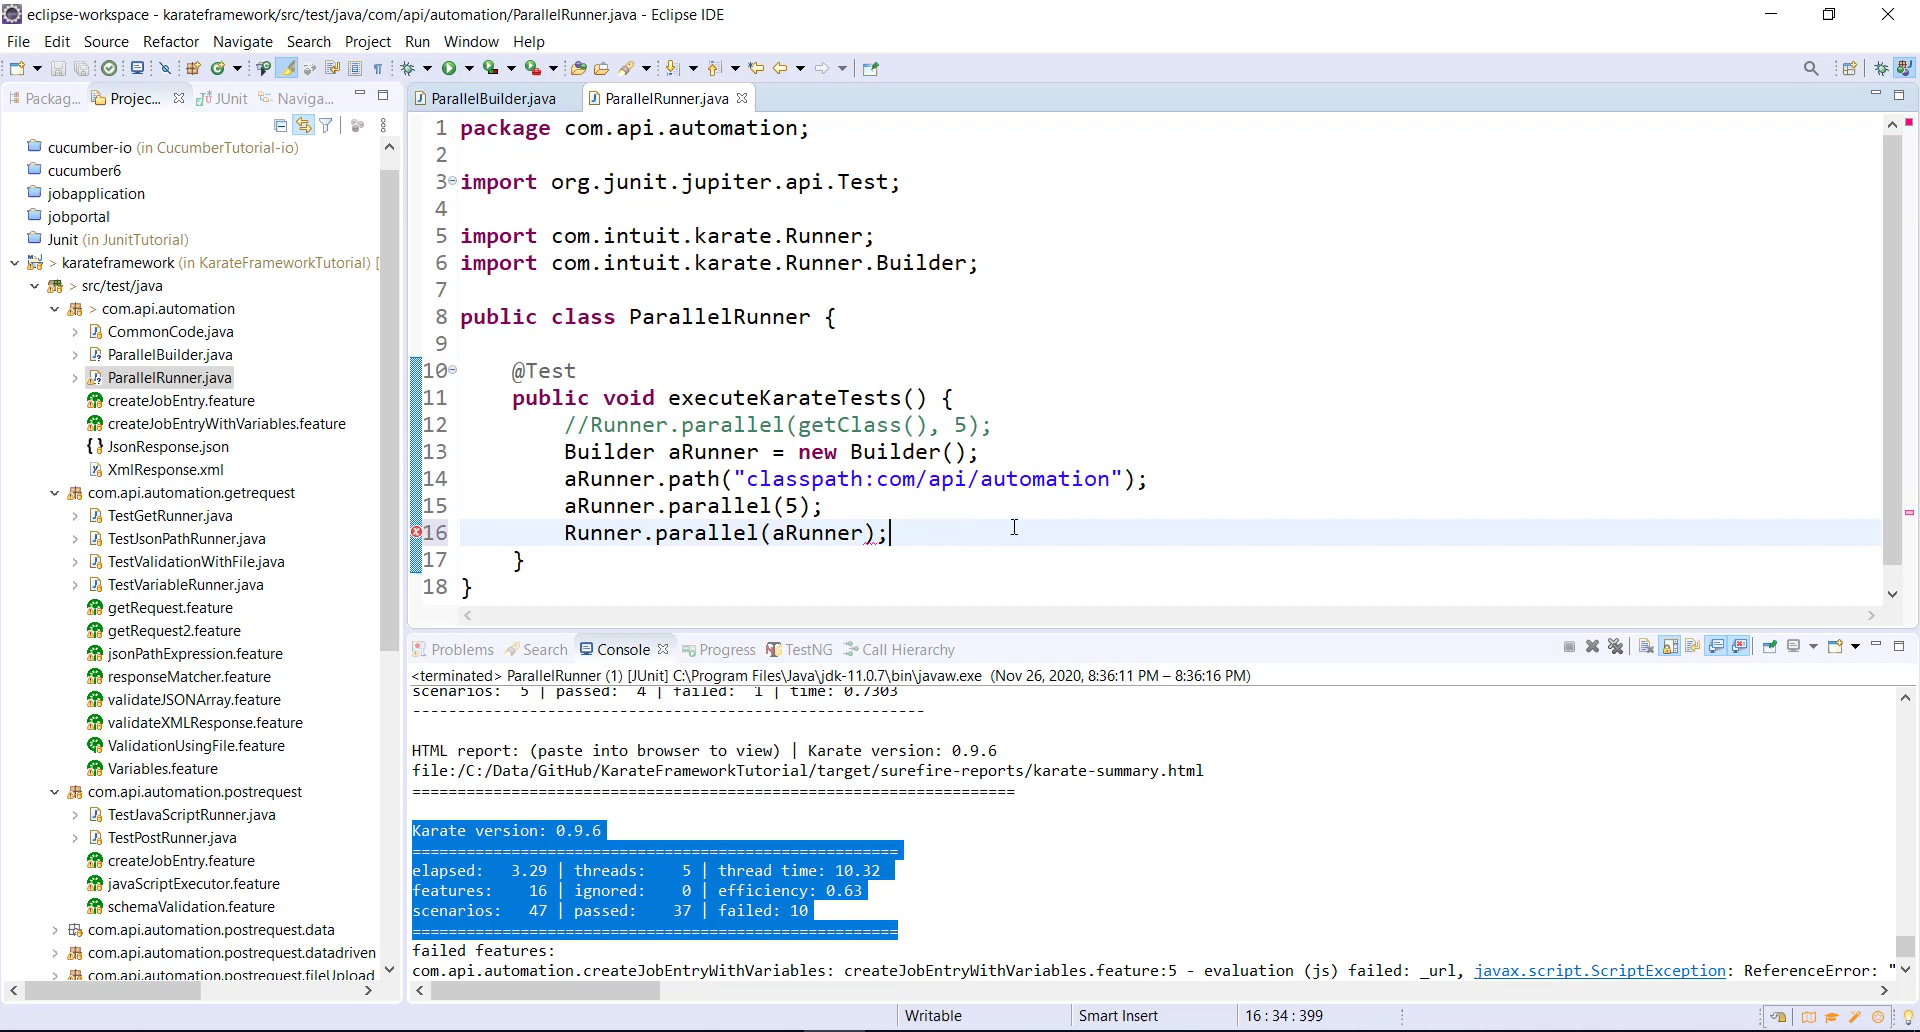 eclipse-workspace - karateframework/src/test/java/com/api/automation/ParallelRunner.java - Eclipse IDE
File Edit Source Refactor Navigate Search Project Run Window Help
Packag... Projec... JUnit Naviga...
ParallelBuilder.java ParallelRunner.java
cucumber-io (in CucumberTutorial-io)
cucumber6
jobapplication
jobportal
Junit (in JunitTutorial)
> karateframework (in KarateFrameworkTutorial) [
> src/test/java
> com.api.automation
CommonCode.java
ParallelBuilder.java
ParallelRunner.java
createJobEntry.feature
createJobEntryWithVariables.feature
JsonResponse.json
XmlResponse.xml
com.api.automation.getrequest
TestGetRunner.java
TestJsonPathRunner.java
TestValidationWithFile.java
TestVariableRunner.java
getRequest.feature
getRequest2.feature
jsonPathExpression.feature
responseMatcher.feature
validateJSONArray.feature
validateXMLResponse.feature
ValidationUsingFile.feature
Variables.feature
com.api.automation.postrequest
TestJavaScriptRunner.java
TestPostRunner.java
createJobEntry.feature
javaScriptExecutor.feature
schemaValidation.feature
com.api.automation.postrequest.data
com.api.automation.postrequest.datadriven
com.api.automation.postrequest.fileUpload
1 package com.api.automation;
2
3 import org.junit.jupiter.api.Test;
4
5 import com.intuit.karate.Runner;
6 import com.intuit.karate.Runner.Builder;
7
8 public class ParallelRunner {
9
10 @Test
11 public void executeKarateTests() {
12 //Runner.parallel(getClass(), 5);
13 Builder aRunner = new Builder();
14 aRunner.path("classpath:com/api/automation");
15 aRunner.parallel(5);
16 Runner.parallel(aRunner);
17 }
18 }
Problems Search Console Progress TestNG Call Hierarchy
<terminated> ParallelRunner (1) [JUnit] C:\Program Files\Java\jdk-11.0.7\bin\javaw.exe (Nov 26, 2020, 8:36:11 PM – 8:36:16 PM)
scenarios: 5 | passed: 4 | failed: 1 | time: 0.7303
---------------------------------------------------------
HTML report: (paste into browser to view) | Karate version: 0.9.6
file:/C:/Data/GitHub/KarateFrameworkTutorial/target/surefire-reports/karate-summary.html
===================================================================
Karate version: 0.9.6
======================================================
elapsed: 3.29 | threads: 5 | thread time: 10.32
features: 16 | ignored: 0 | efficiency: 0.63
scenarios: 47 | passed: 37 | failed: 10
======================================================
failed features:
com.api.automation.createJobEntryWithVariables: createJobEntryWithVariables.feature:5 - evaluation (js) failed: _url, javax.script.ScriptException: ReferenceError: "
Writable Smart Insert 16 : 34 : 399